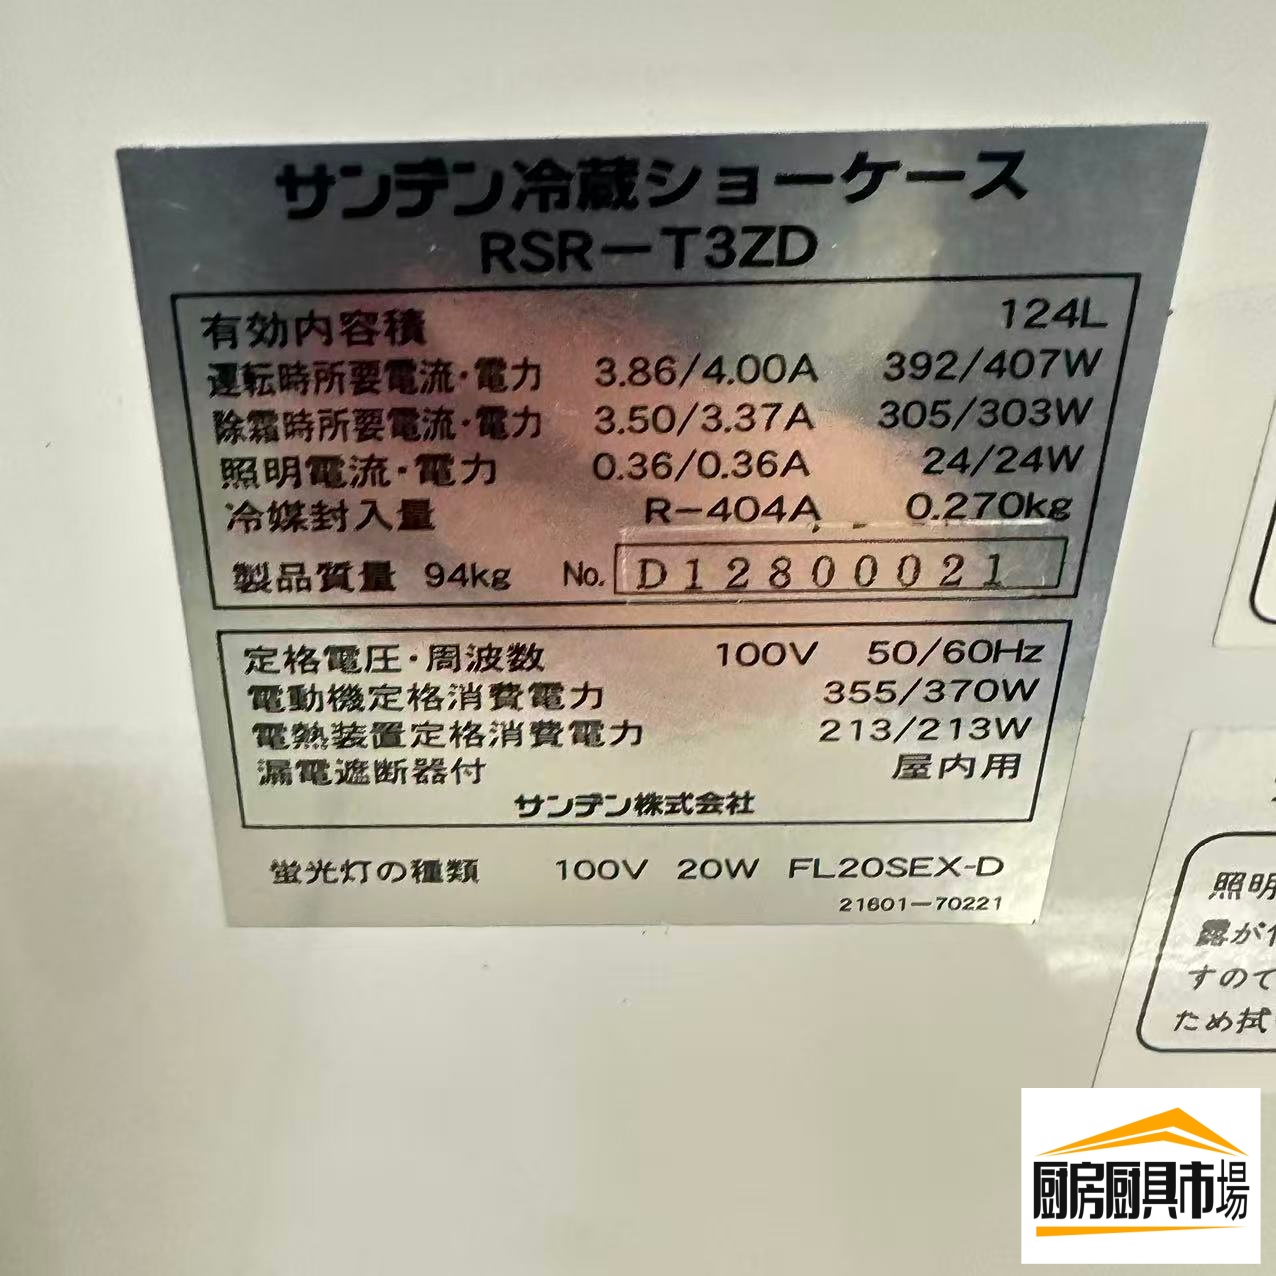 サンデン冷蔵ショーケース
RSR－T3ZD
有効内容積 124L
運転時所要電流・電力 3.86/4.00A 392/407W
除霜時所要電流・電力 3.50/3.37A 305/303W
照明電流・電力 0.36/0.36A 24/24W
冷媒封入量 R－404A 0.270kg
製品質量 94kg No. D12800021
定格電圧・周波数 100V 50/60Hz
電動機定格消費電力 355/370W
電熱装置定格消費電力 213/213W
漏電遮断器付 屋内用
サンデン株式会社
蛍光灯の種類 100V 20W FL20SEX-D
21601－70221
照明
露が付
すので
ため拭
厨房厨具市場